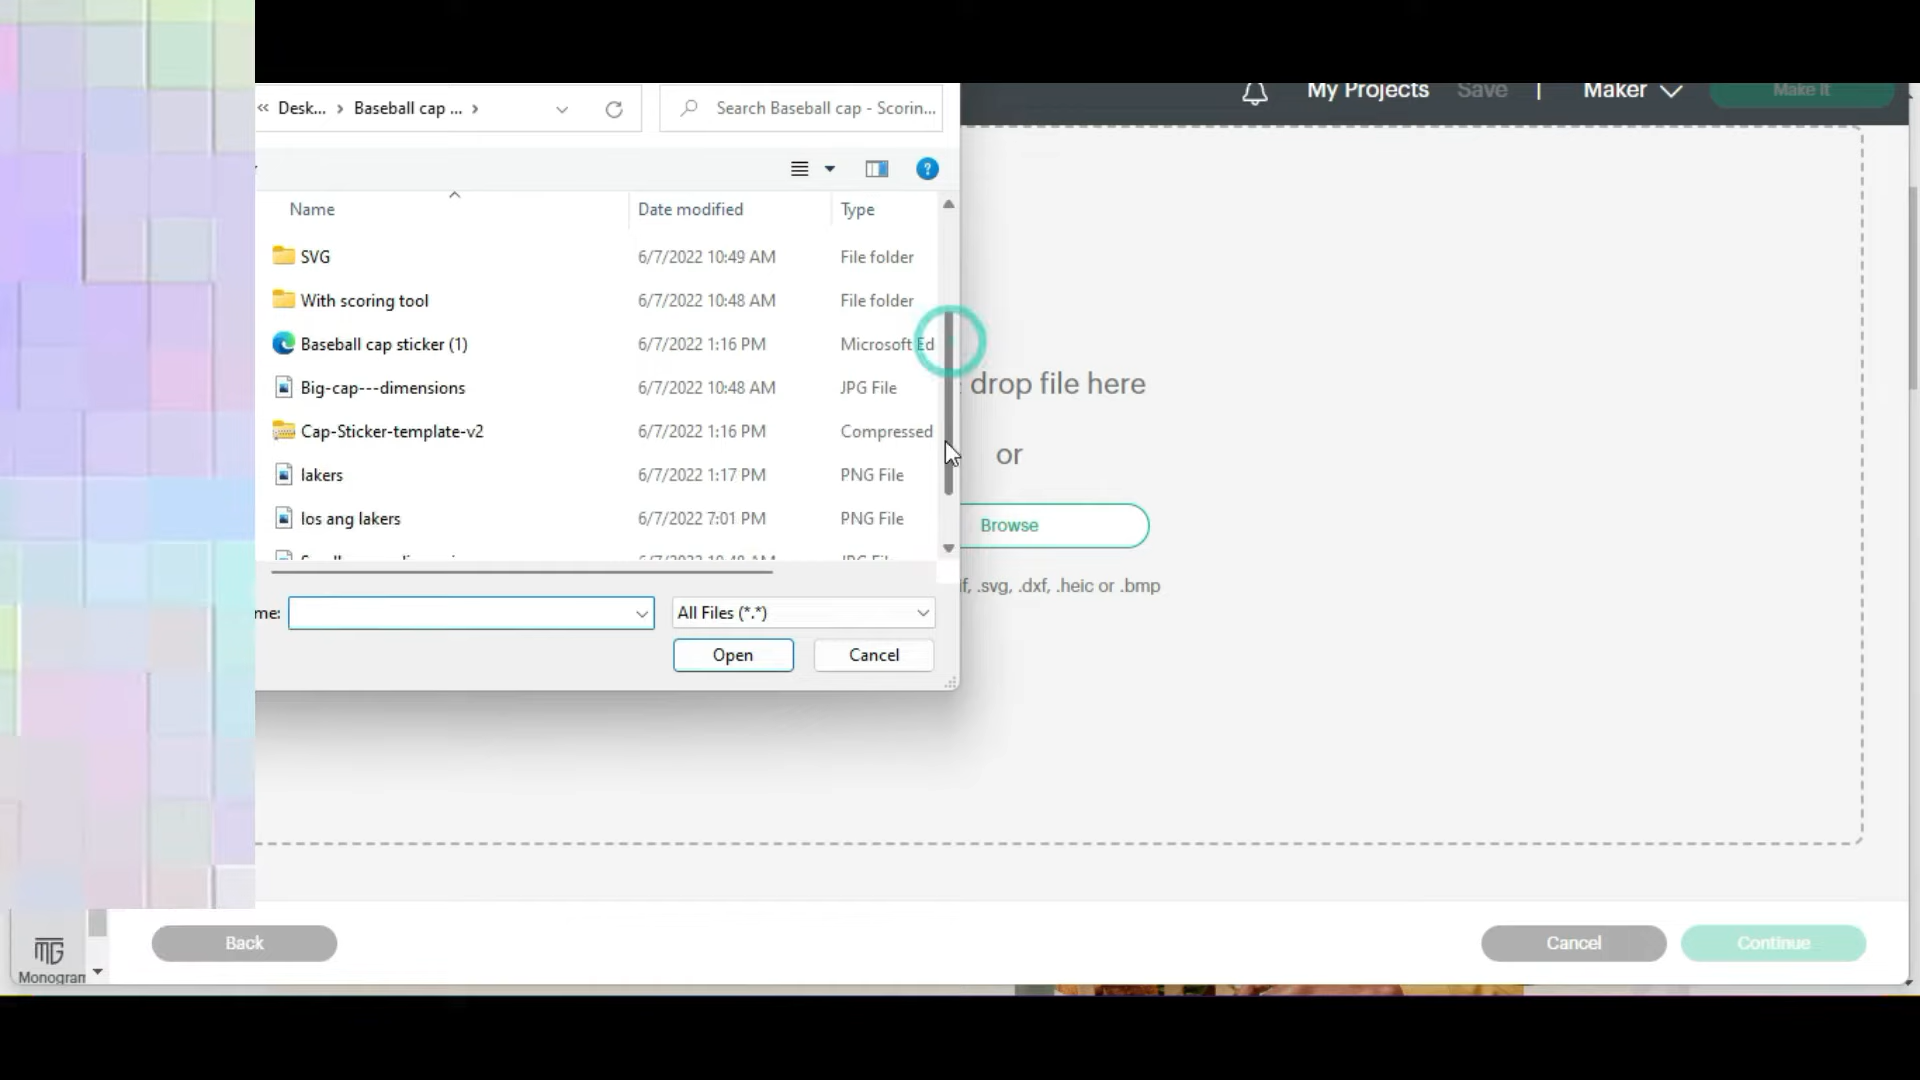 My Projects Save | Maker Make It
« Desk... › Baseball cap ... › Search Baseball cap - Scorin...
Name Date modified Type
SVG 6/7/2022 10:49 AM File folder
With scoring tool 6/7/2022 10:48 AM File folder
Baseball cap sticker (1) 6/7/2022 1:16 PM Microsoft Ed
Big-cap---dimensions 6/7/2022 10:48 AM JPG File
Cap-Sticker-template-v2 6/7/2022 1:16 PM Compressed
lakers 6/7/2022 1:17 PM PNG File
los ang lakers 6/7/2022 7:01 PM PNG File
drop file here
or
Browse
if, .svg, .dxf, .heic or .bmp
me: All Files (*.*)
Open Cancel
Back Cancel Continue
MG
Monogram